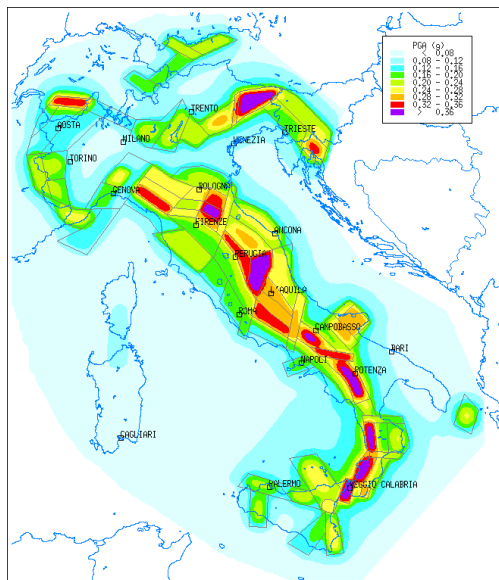 PGA (g)
< 0.08
0.08 - 0.12
0.12 - 0.16
0.16 - 0.20
0.20 - 0.24
0.24 - 0.28
0.28 - 0.32
0.32 - 0.36
> 0.36
TRENTO
AOSTA
MILANO
VENEZIA
TRIESTE
TORINO
GENOVA
BOLOGNA
FIRENZE
ANCONA
PERUGIA
L'AQUILA
ROMA
CAMPOBASSO
NAPOLI
BARI
POTENZA
CAGLIARI
PALERMO
REGGIO CALABRIA